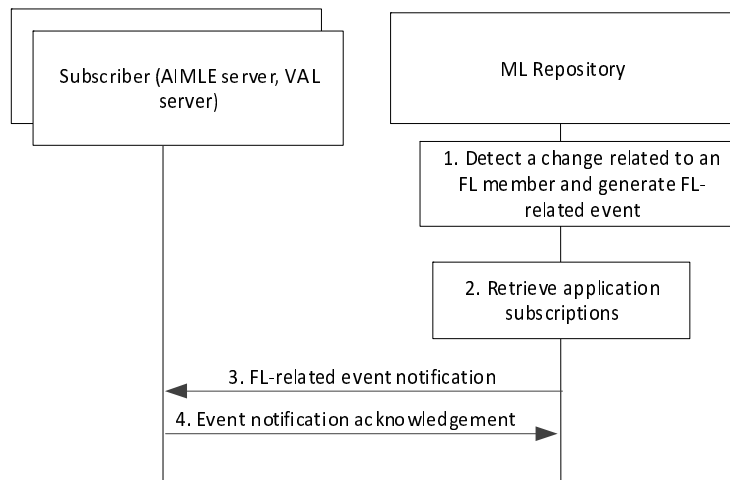 Subscriber (AIMLE server, VAL
server)
ML Repository
1. Detect a change related to an
FL member and generate FL-
related event
2. Retrieve application
subscriptions
3. FL-related event notification
4. Event notification acknowledgement